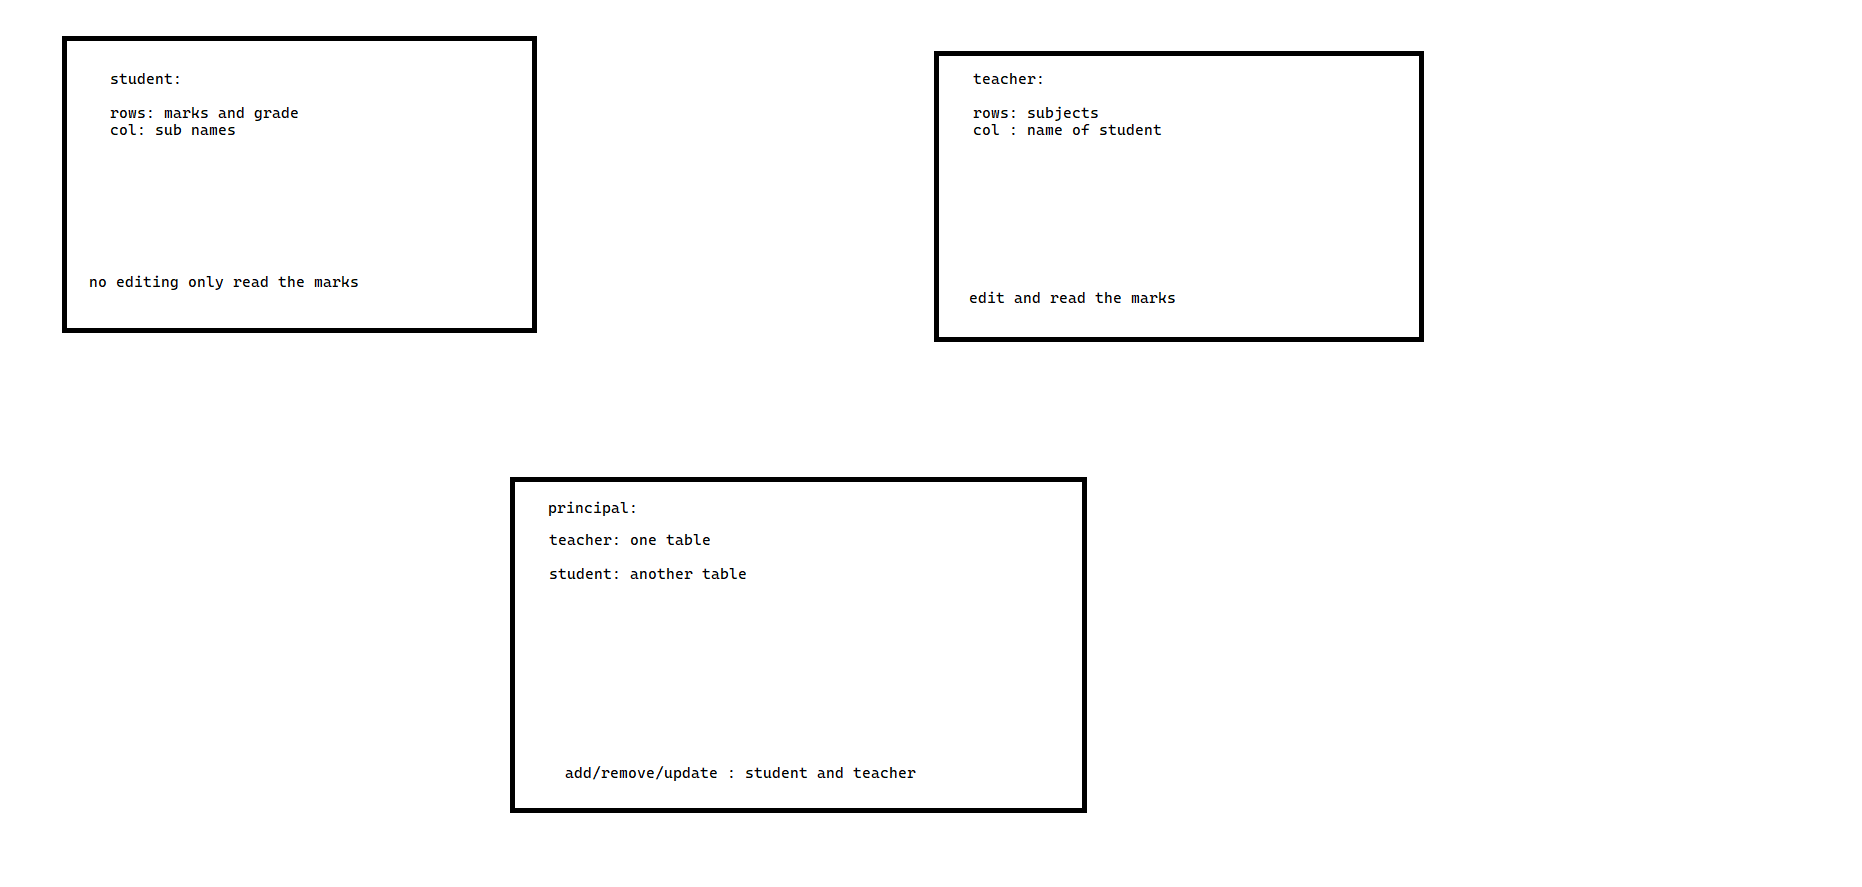 student:
rows: marks and grade
col: sub names
no editing only read the marks
teacher:
rows: subjects
col : name of student
edit and read the marks
principal:
teacher: one table
student: another table
add/remove/update : student and teacher